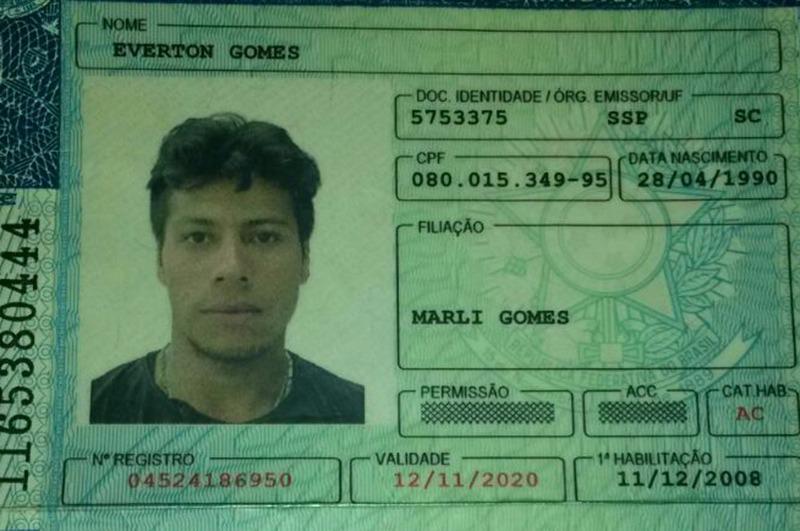 NOME
EVERTON GOMES
DOC. IDENTIDADE / ÓRG. EMISSOR/UF
5753375 SSP SC
CPF
080.015.349-95
DATA NASCIMENTO
28/04/1990
FILIAÇÃO
MARLI GOMES
PERMISSÃO
ACC
CAT.HAB.
AC
Nº REGISTRO
04524186950
VALIDADE
12/11/2020
1ª HABILITAÇÃO
11/12/2008
1165380444